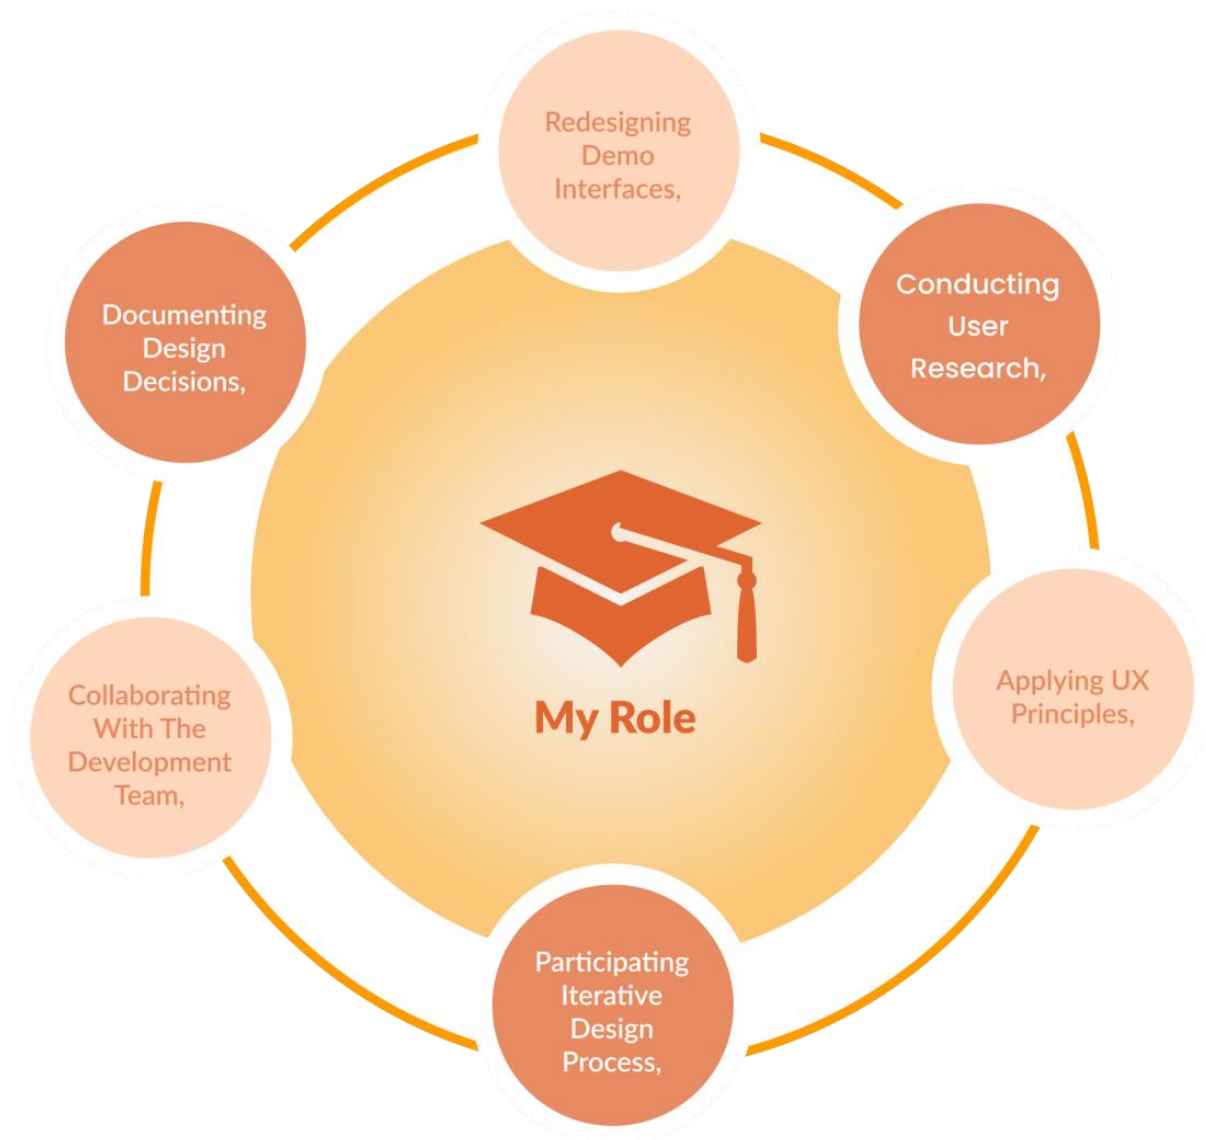 Redesigning
Demo
Interfaces,
Conducting
User
Research,
Applying UX
Principles,
Participating
Iterative
Design
Process,
Collaborating
With The
Development
Team,
Documenting
Design
Decisions,
My Role